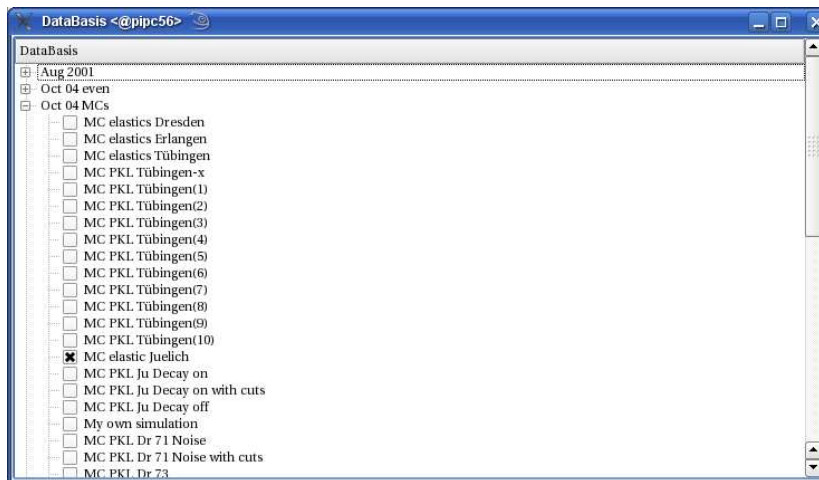 DataBasis <@pipc56>
DataBasis
Aug 2001
Oct 04 even
Oct 04 MCs
MC elastics Dresden
MC elastics Erlangen
MC elastics Tübingen
MC PKL Tübingen-x
MC PKL Tübingen(1)
MC PKL Tübingen(2)
MC PKL Tübingen(3)
MC PKL Tübingen(4)
MC PKL Tübingen(5)
MC PKL Tübingen(6)
MC PKL Tübingen(7)
MC PKL Tübingen(8)
MC PKL Tübingen(9)
MC PKL Tübingen(10)
MC elastic Juelich
MC PKL Ju Decay on
MC PKL Ju Decay on with cuts
MC PKL Ju Decay off
My own simulation
MC PKL Dr 71 Noise
MC PKL Dr 71 Noise with cuts
MC PKL Dr 73